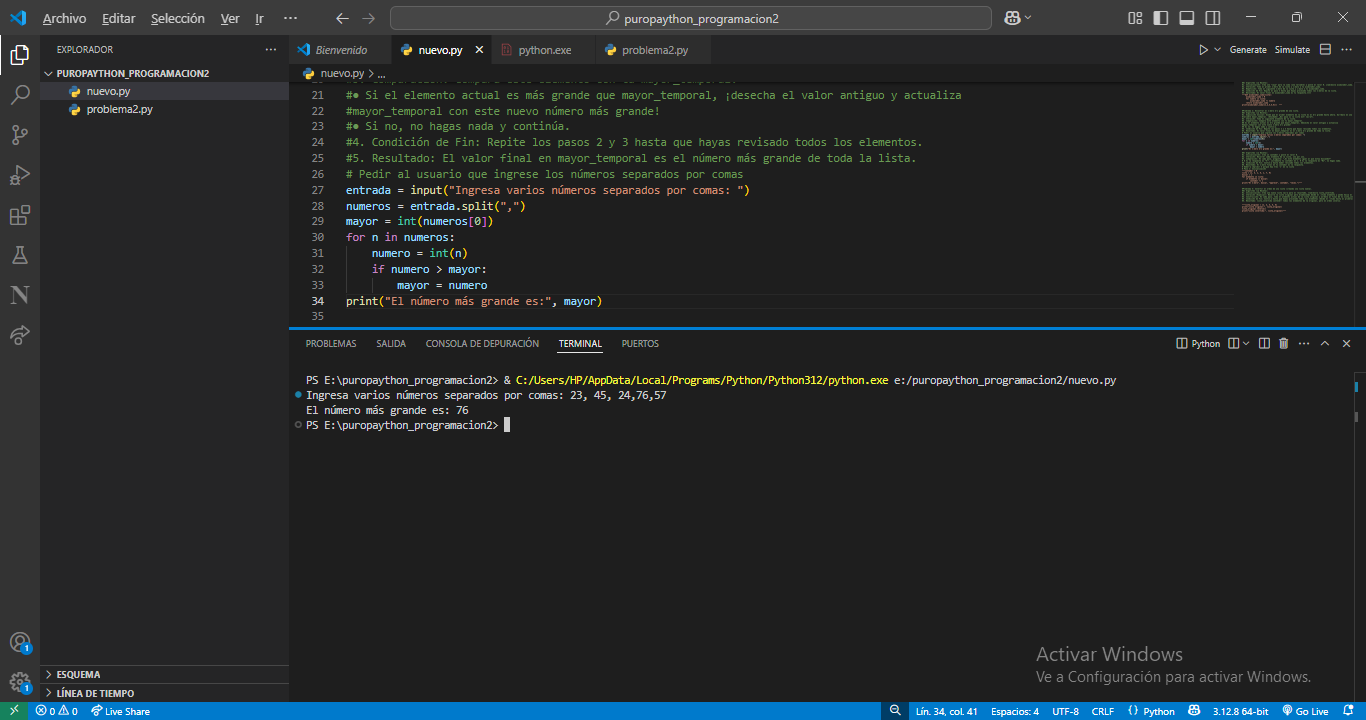 Archivo Editar Selección Ver Ir ··· puropaython_programacion2
EXPLORADOR ···
PUROPAYTHON_PROGRAMACION2
nuevo.py
problema2.py
ESQUEMA
LÍNEA DE TIEMPO
Bienvenido nuevo.py python.exe problema2.py Generate Simulate ···
nuevo.py > ...
21 #● Si el elemento actual es más grande que mayor_temporal, ¡desecha el valor antiguo y actualiza
22 #mayor_temporal con este nuevo número más grande!
23 #● Si no, no hagas nada y continúa.
24 #4. Condición de Fin: Repite los pasos 2 y 3 hasta que hayas revisado todos los elementos.
25 #5. Resultado: El valor final en mayor_temporal es el número más grande de toda la lista.
26 # Pedir al usuario que ingrese los números separados por comas
27 entrada = input("Ingresa varios números separados por comas: ")
28 numeros = entrada.split(",")
29 mayor = int(numeros[0])
30 for n in numeros:
31 numero = int(n)
32 if numero > mayor:
33 mayor = numero
34 print("El número más grande es:", mayor)
35
PROBLEMAS SALIDA CONSOLA DE DEPURACIÓN TERMINAL PUERTOS Python ···
PS E:\puropaython_programacion2> & C:/Users/HP/AppData/Local/Programs/Python/Python312/python.exe e:/puropaython_programacion2/nuevo.py
Ingresa varios números separados por comas: 23, 45, 24,76,57
El número más grande es: 76
PS E:\puropaython_programacion2>
Activar Windows
Ve a Configuración para activar Windows.
1
1
0 0 Live Share Lín. 34, col. 41 Espacios: 4 UTF-8 CRLF Python 3.12.8 64-bit Go Live